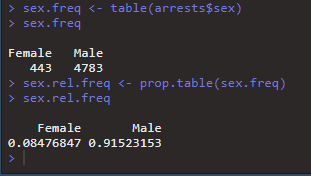 > sex.freq <- table(arrests$sex)
> sex.freq
Female   Male
   443   4783
> sex.rel.freq <- prop.table(sex.freq)
> sex.rel.freq
    Female       Male
0.08476847 0.91523153
>